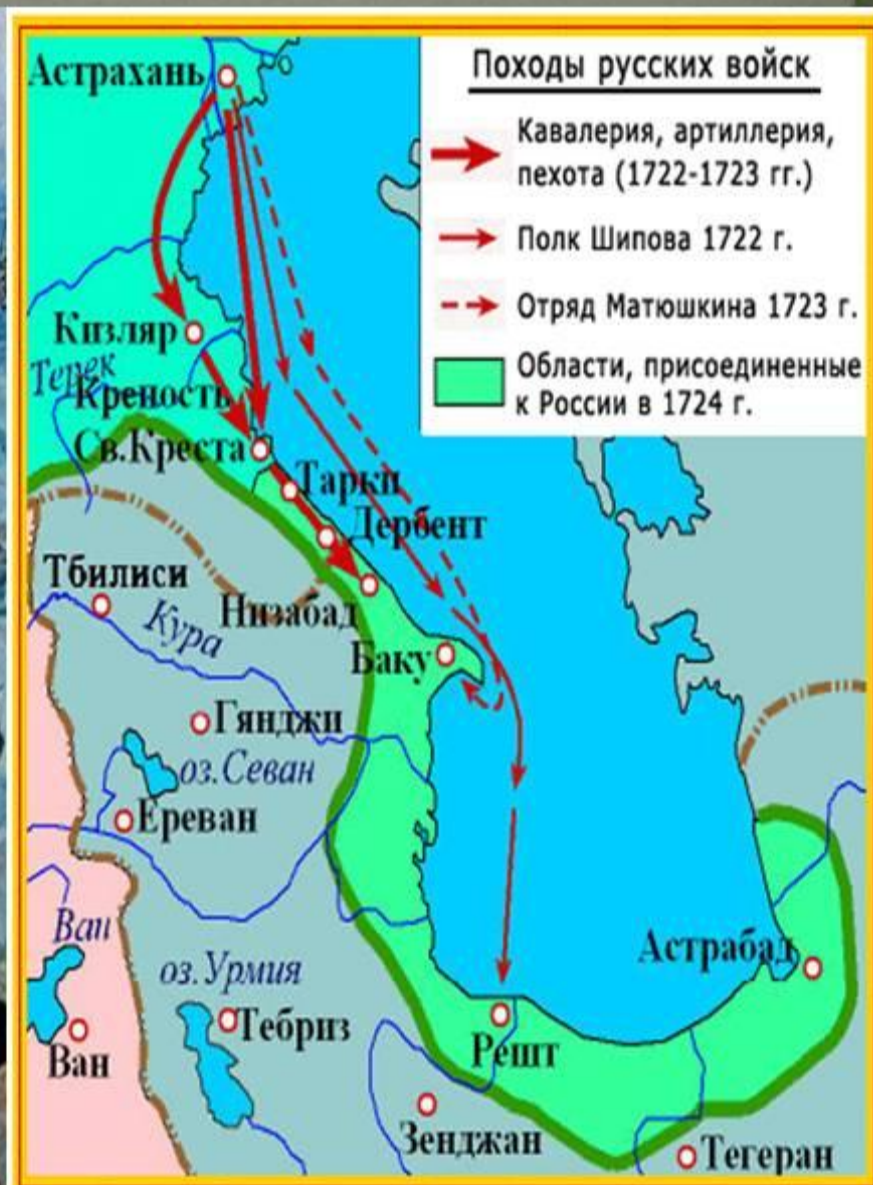 Астрахань
Походы русских войск
Кавалерия, артиллерия,
пехота (1722-1723 гг.)
Полк Шипова 1722 г.
Отряд Матюшкина 1723 г.
Области, присоединенные
к России в 1724 г.
Кизляр
Терек
Крепость
Св.Креста
Тарки
Дербент
Тбилиси
Низабад
Кура
Баку
Гянджи
оз.Севан
Ереван
Ван
оз.Урмия
Астрабад
Тебриз
Ван
Решт
Зенджан
Тегеран